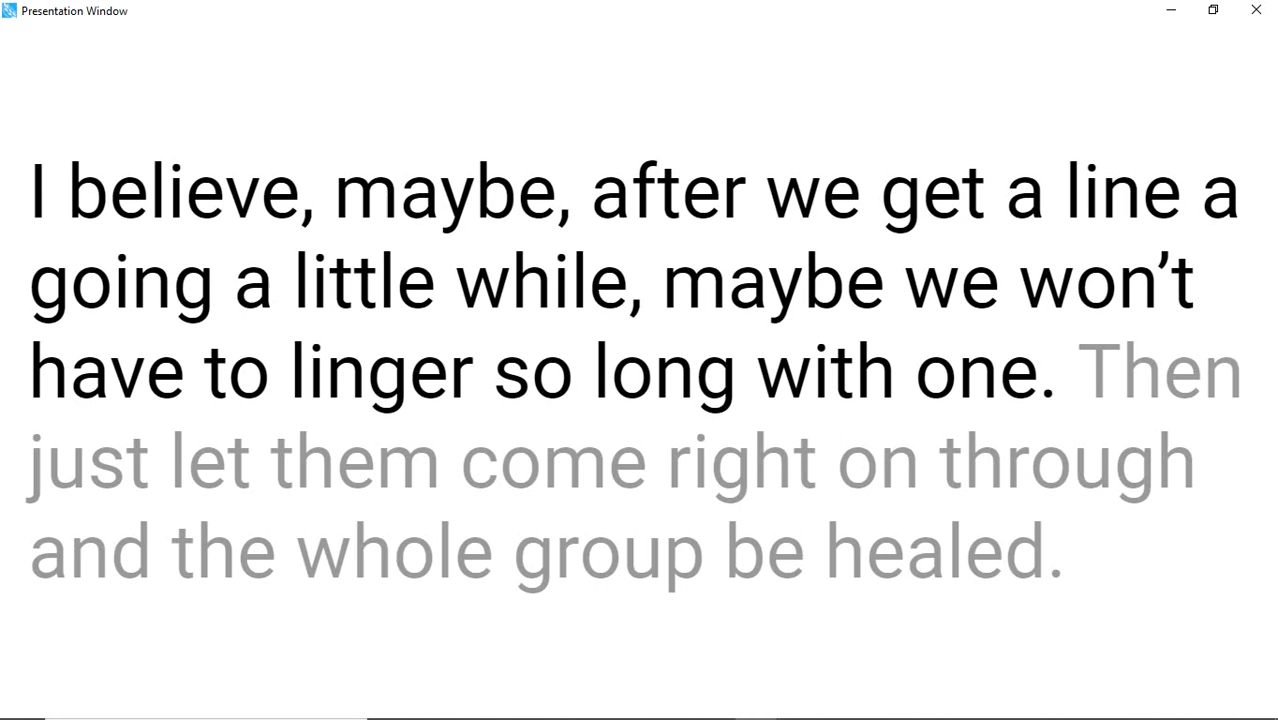 Presentation Window
I believe, maybe, after we get a line a
going a little while, maybe we won’t
have to linger so long with one. Then
just let them come right on through
and the whole group be healed.